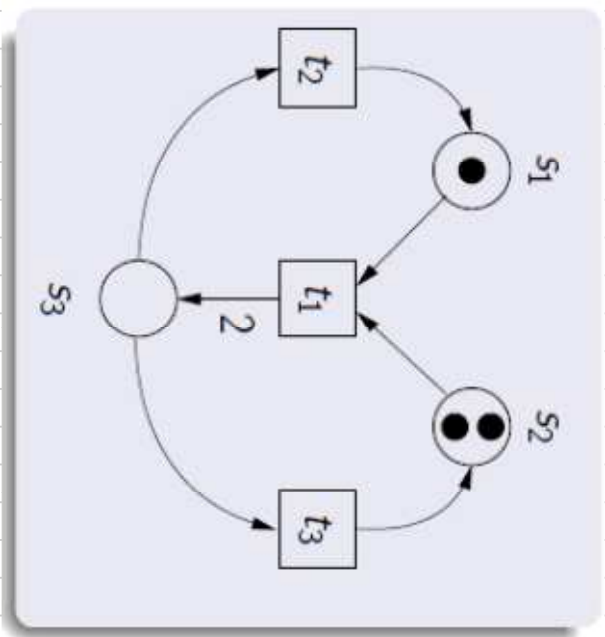 s₁ s₂
t₂ t₁ t₃
2
s₃